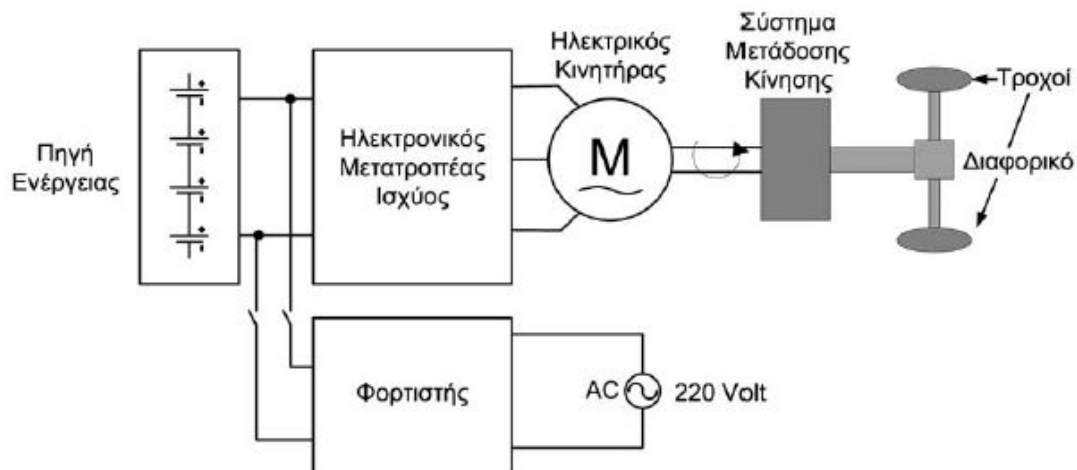 Πηγή
Ενέργειας
Ηλεκτρονικός
Μετατροπέας
Ισχύος
Ηλεκτρικός
Κινητήρας
M
Σύστημα
Μετάδοσης
Κίνησης
Τροχοί
Διαφορικό
Φορτιστής
AC
220 Volt